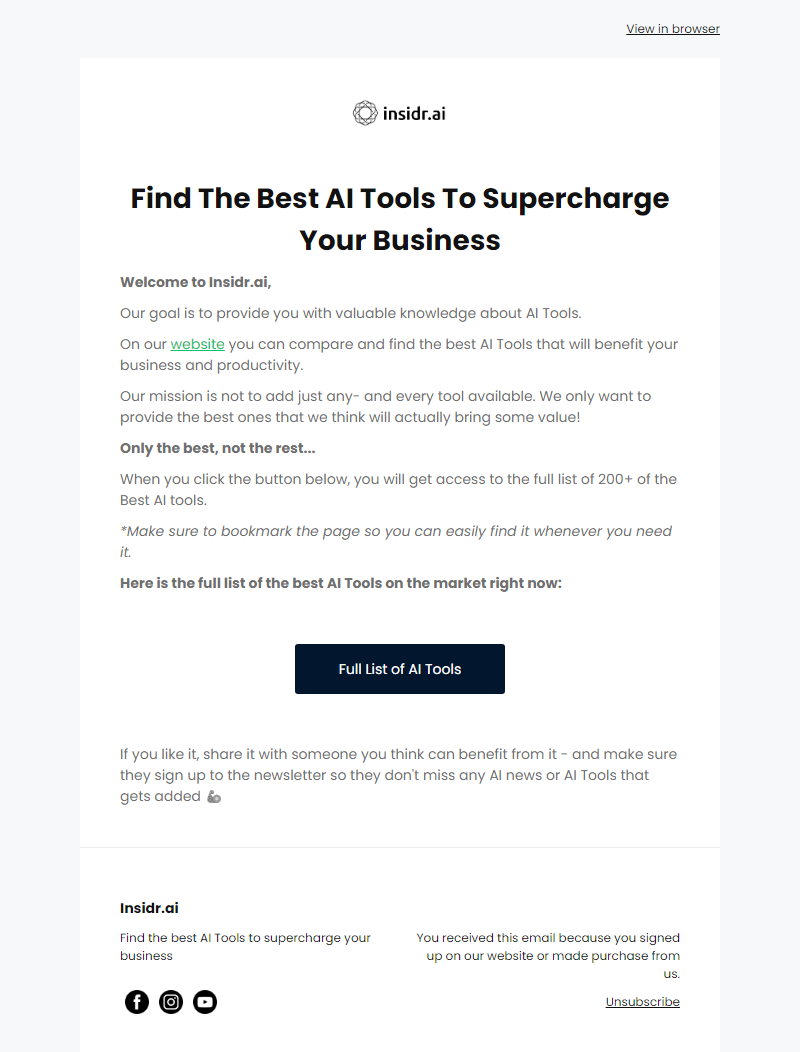 View in browser
insidr.ai
Find The Best AI Tools To Supercharge
Your Business
Welcome to Insidr.ai,
Our goal is to provide you with valuable knowledge about AI Tools.
On our website you can compare and find the best AI Tools that will benefit your
business and productivity.
Our mission is not to add just any- and every tool available. We only want to
provide the best ones that we think will actually bring some value!
Only the best, not the rest...
When you click the button below, you will get access to the full list of 200+ of the
Best AI tools.
*Make sure to bookmark the page so you can easily find it whenever you need
it.
Here is the full list of the best AI Tools on the market right now:
Full List of AI Tools
If you like it, share it with someone you think can benefit from it - and make sure
they sign up to the newsletter so they don't miss any AI news or AI Tools that
gets added 🦾
Insidr.ai
Find the best AI Tools to supercharge your
business
You received this email because you signed
up on our website or made purchase from
us.
Unsubscribe